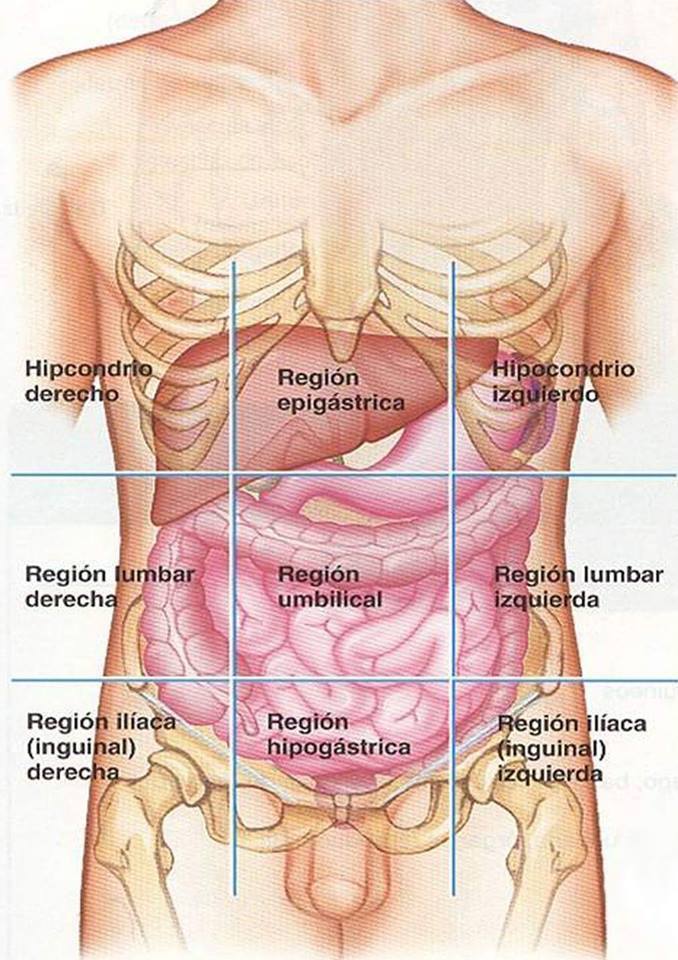 Hipcondrio
derecho
Región
epigástrica
Hipocondrio
izquierdo
Región lumbar
derecha
Región
umbilical
Región lumbar
izquierda
Región ilíaca
(inguinal)
derecha
Región
hipogástrica
Región ilíaca
(inguinal)
izquierda